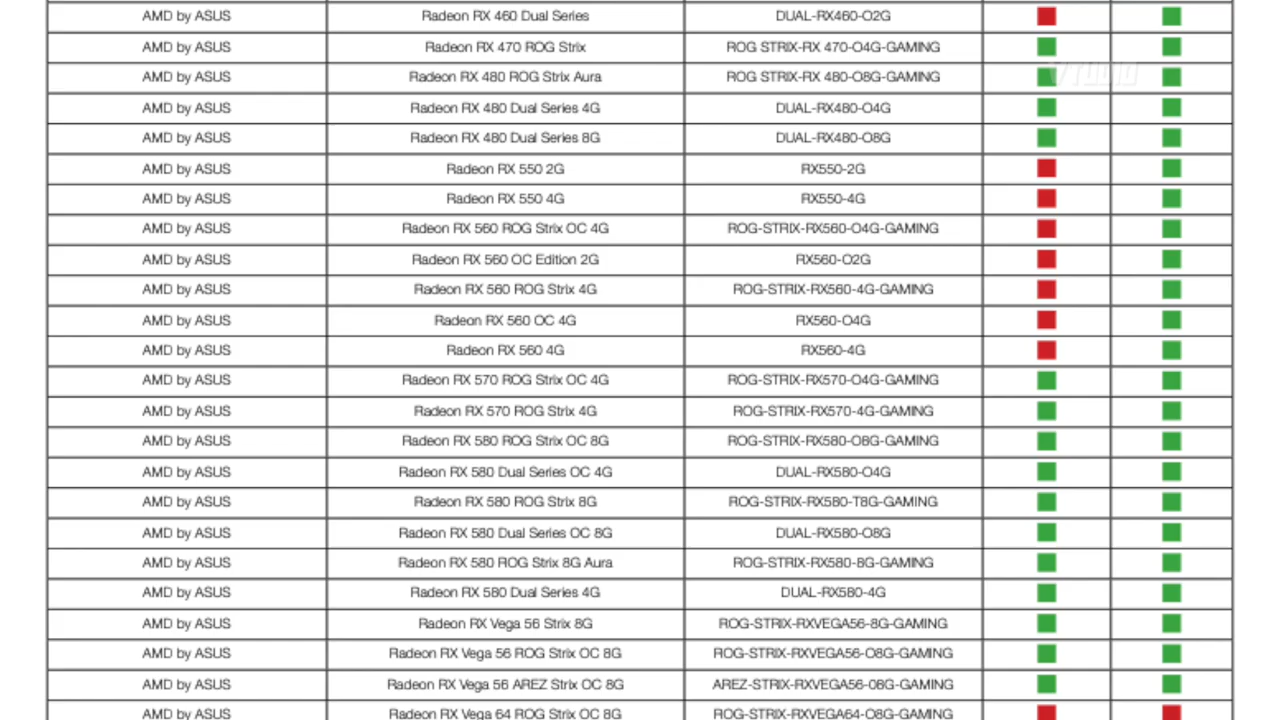 AMD by ASUS Radeon RX 460 Dual Series DUAL-RX460-O2G
AMD by ASUS Radeon RX 470 ROG Strix ROG STRIX-RX 470-O4G-GAMING
AMD by ASUS Radeon RX 480 ROG Strix Aura ROG STRIX-RX 480-O8G-GAMING
AMD by ASUS Radeon RX 480 Dual Series 4G DUAL-RX480-O4G
AMD by ASUS Radeon RX 480 Dual Series 8G DUAL-RX480-O8G
AMD by ASUS Radeon RX 550 2G RX550-2G
AMD by ASUS Radeon RX 550 4G RX550-4G
AMD by ASUS Radeon RX 560 ROG Strix OC 4G ROG-STRIX-RX560-O4G-GAMING
AMD by ASUS Radeon RX 560 OC Edition 2G RX560-O2G
AMD by ASUS Radeon RX 560 ROG Strix 4G ROG-STRIX-RX560-4G-GAMING
AMD by ASUS Radeon RX 560 OC 4G RX560-O4G
AMD by ASUS Radeon RX 560 4G RX560-4G
AMD by ASUS Radeon RX 570 ROG Strix OC 4G ROG-STRIX-RX570-O4G-GAMING
AMD by ASUS Radeon RX 570 ROG Strix 4G ROG-STRIX-RX570-4G-GAMING
AMD by ASUS Radeon RX 580 ROG Strix OC 8G ROG-STRIX-RX580-O8G-GAMING
AMD by ASUS Radeon RX 580 Dual Series OC 4G DUAL-RX580-O4G
AMD by ASUS Radeon RX 580 ROG Strix 8G ROG-STRIX-RX580-T8G-GAMING
AMD by ASUS Radeon RX 580 Dual Series OC 8G DUAL-RX580-O8G
AMD by ASUS Radeon RX 580 ROG Strix 8G Aura ROG-STRIX-RX580-8G-GAMING
AMD by ASUS Radeon RX 580 Dual Series 4G DUAL-RX580-4G
AMD by ASUS Radeon RX Vega 56 Strix 8G ROG-STRIX-RXVEGA56-8G-GAMING
AMD by ASUS Radeon RX Vega 56 ROG Strix OC 8G ROG-STRIX-RXVEGA56-O8G-GAMING
AMD by ASUS Radeon RX Vega 56 AREZ Strix OC 8G AREZ-STRIX-RXVEGA56-08G-GAMING
AMD by ASUS Radeon RX Vega 64 ROG Strix OC 8G ROG-STRIX-RXVEGA64-O8G-GAMING